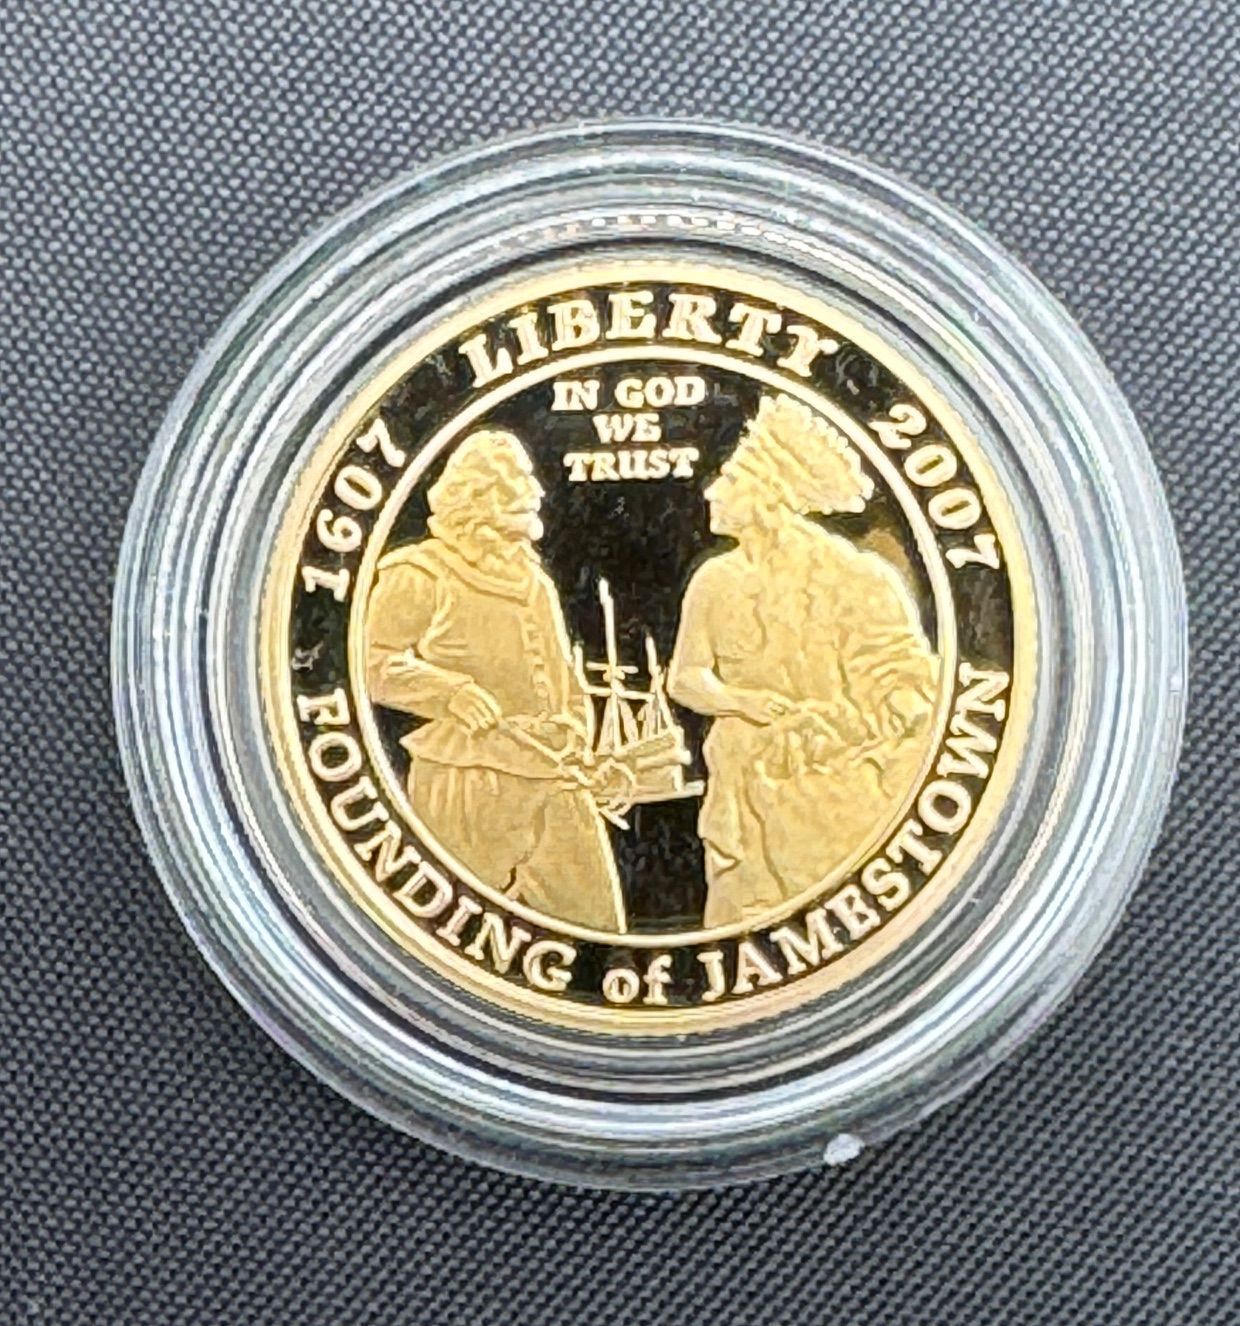 LIBERTY
IN GOD
WE
TRUST
1607
2007
FOUNDING of JAMESTOWN